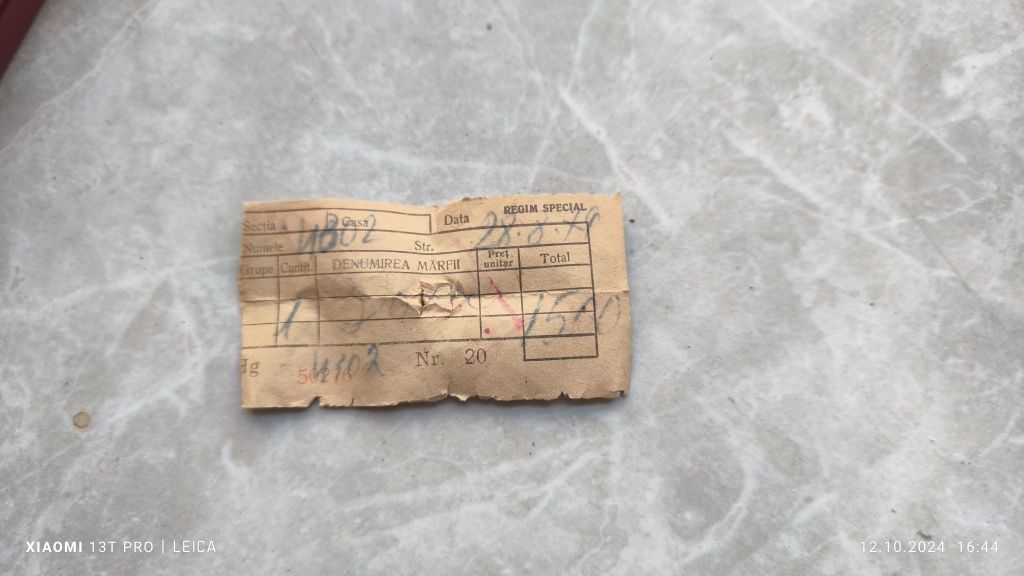 Secția Casa Data REGIM SPECIAL
4802 28.8.79
Numele Str.
Grupa Cantit. DENUMIREA MĂRFII Preț unitar Total
1
Nr. 20
XIAOMI 13T PRO | LEICA
12.10.2024 16:44